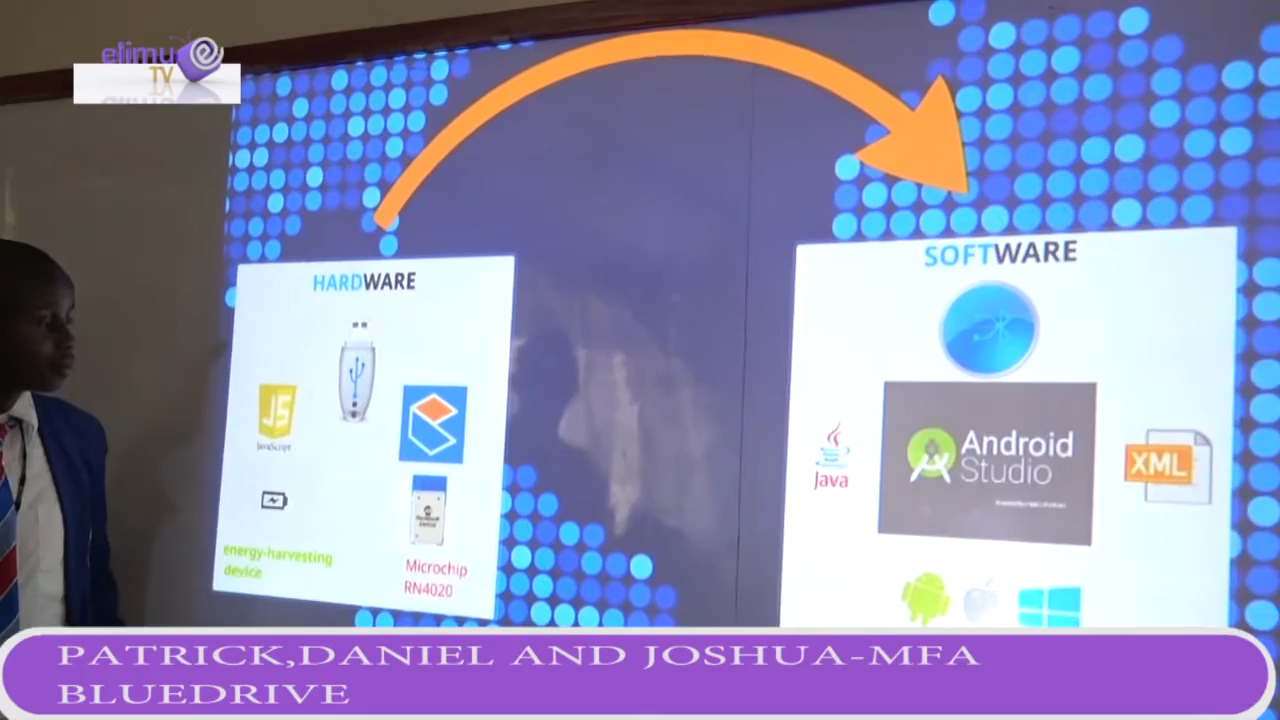 elimu
TV
HARDWARE
JS
JavaScript
energy-harvesting
device
Microchip
RN4020
SOFTWARE
Java
Android
Studio
XML
PATRICK,DANIEL AND JOSHUA-MFA
BLUEDRIVE